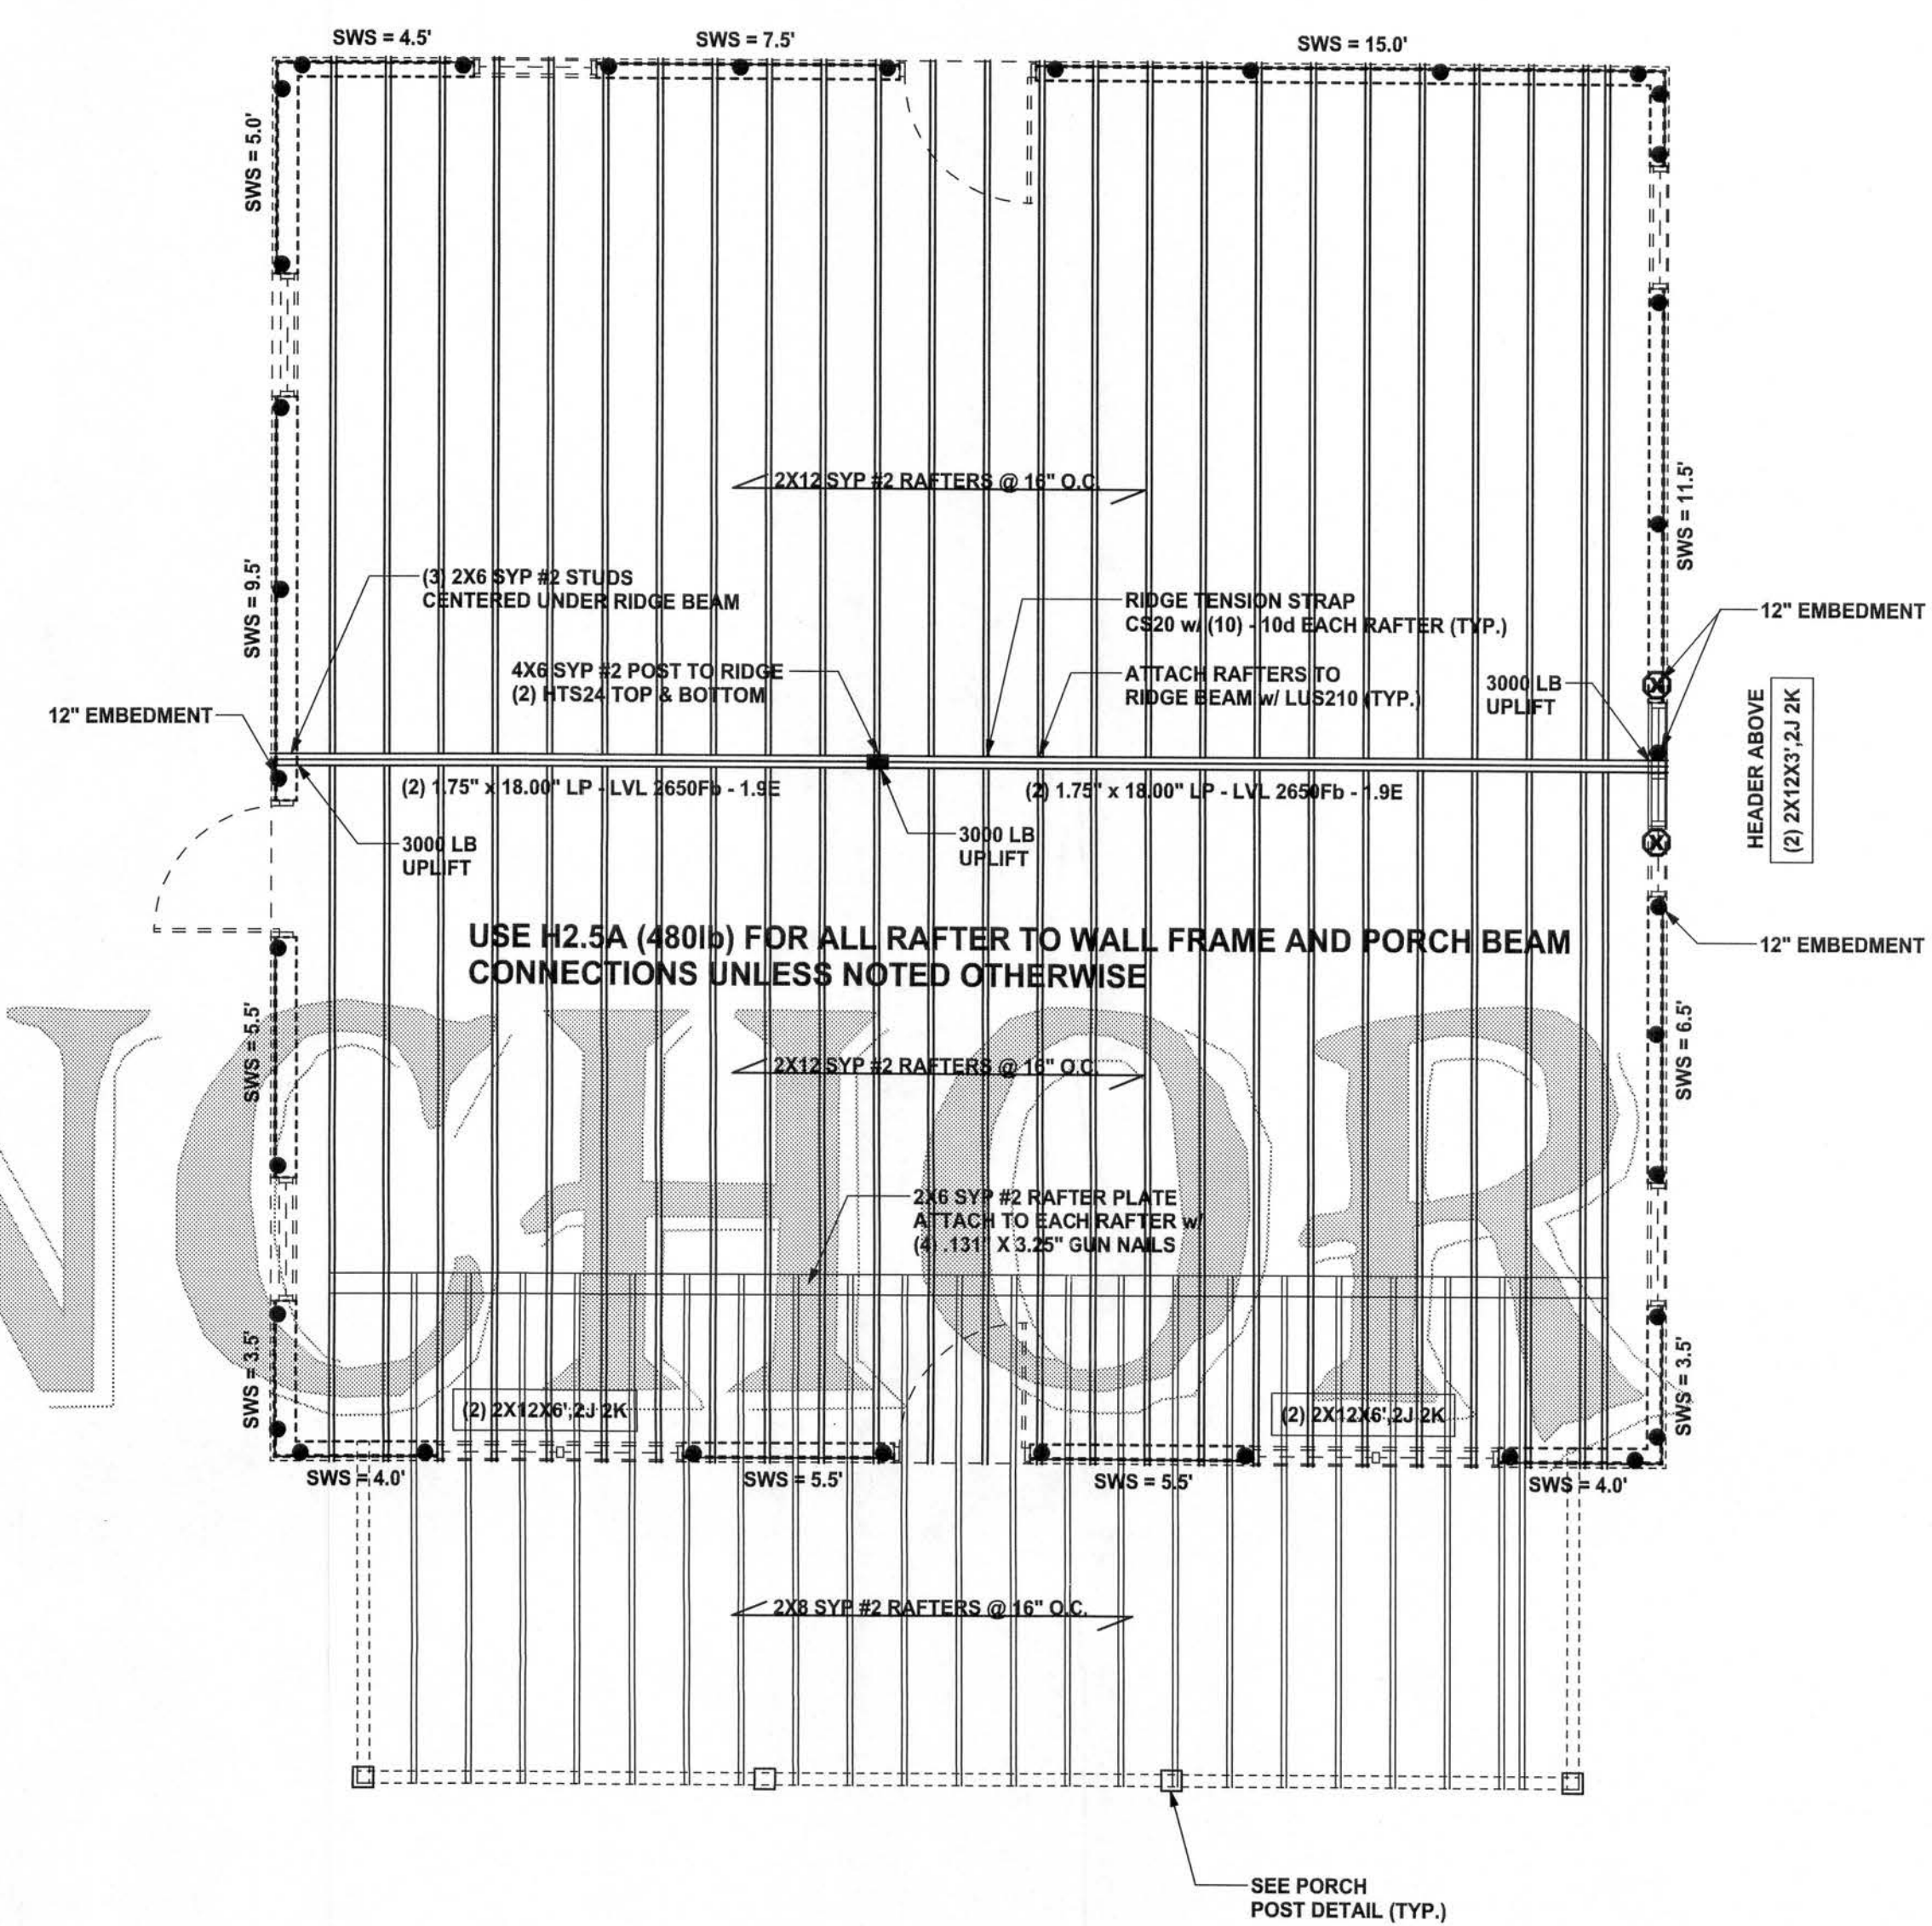 SWS = 4.5'
SWS = 7.5'
SWS = 15.0'
SWS = 5.0'
2X12 SYP #2 RAFTERS @ 16" O.C.
SWS = 11.5'
SWS = 9.5'
(3) 2X6 SYP #2 STUDS
CENTERED UNDER RIDGE BEAM
RIDGE TENSION STRAP
CS20 w/ (10) - 10d EACH RAFTER (TYP.)
12" EMBEDMENT
4X6 SYP #2 POST TO RIDGE
(2) HTS24 TOP & BOTTOM
ATTACH RAFTERS TO
RIDGE BEAM w/ LUS210 (TYP.)
3000 LB
UPLIFT
X
12" EMBEDMENT
HEADER ABOVE
(2) 2X12X3',2J 2K
(2) 1.75" x 18.00" LP - LVL 2650Fb - 1.9E
(2) 1.75" x 18.00" LP - LVL 2650Fb - 1.9E
3000 LB
UPLIFT
3000 LB
UPLIFT
X
USE H2.5A (480lb) FOR ALL RAFTER TO WALL FRAME AND PORCH BEAM
CONNECTIONS UNLESS NOTED OTHERWISE
12" EMBEDMENT
NCHOR
SWS = 5.5'
SWS = 6.5'
2X12 SYP #2 RAFTERS @ 16" O.C.
2X6 SYP #2 RAFTER PLATE
ATTACH TO EACH RAFTER w/
(4) .131" X 3.25" GUN NAILS
SWS = 3.5'
SWS = 3.5'
(2) 2X12X6',2J 2K
(2) 2X12X6',2J 2K
SWS = 4.0'
SWS = 5.5'
SWS = 5.5'
SWS = 4.0'
2X8 SYP #2 RAFTERS @ 16" O.C.
SEE PORCH
POST DETAIL (TYP.)